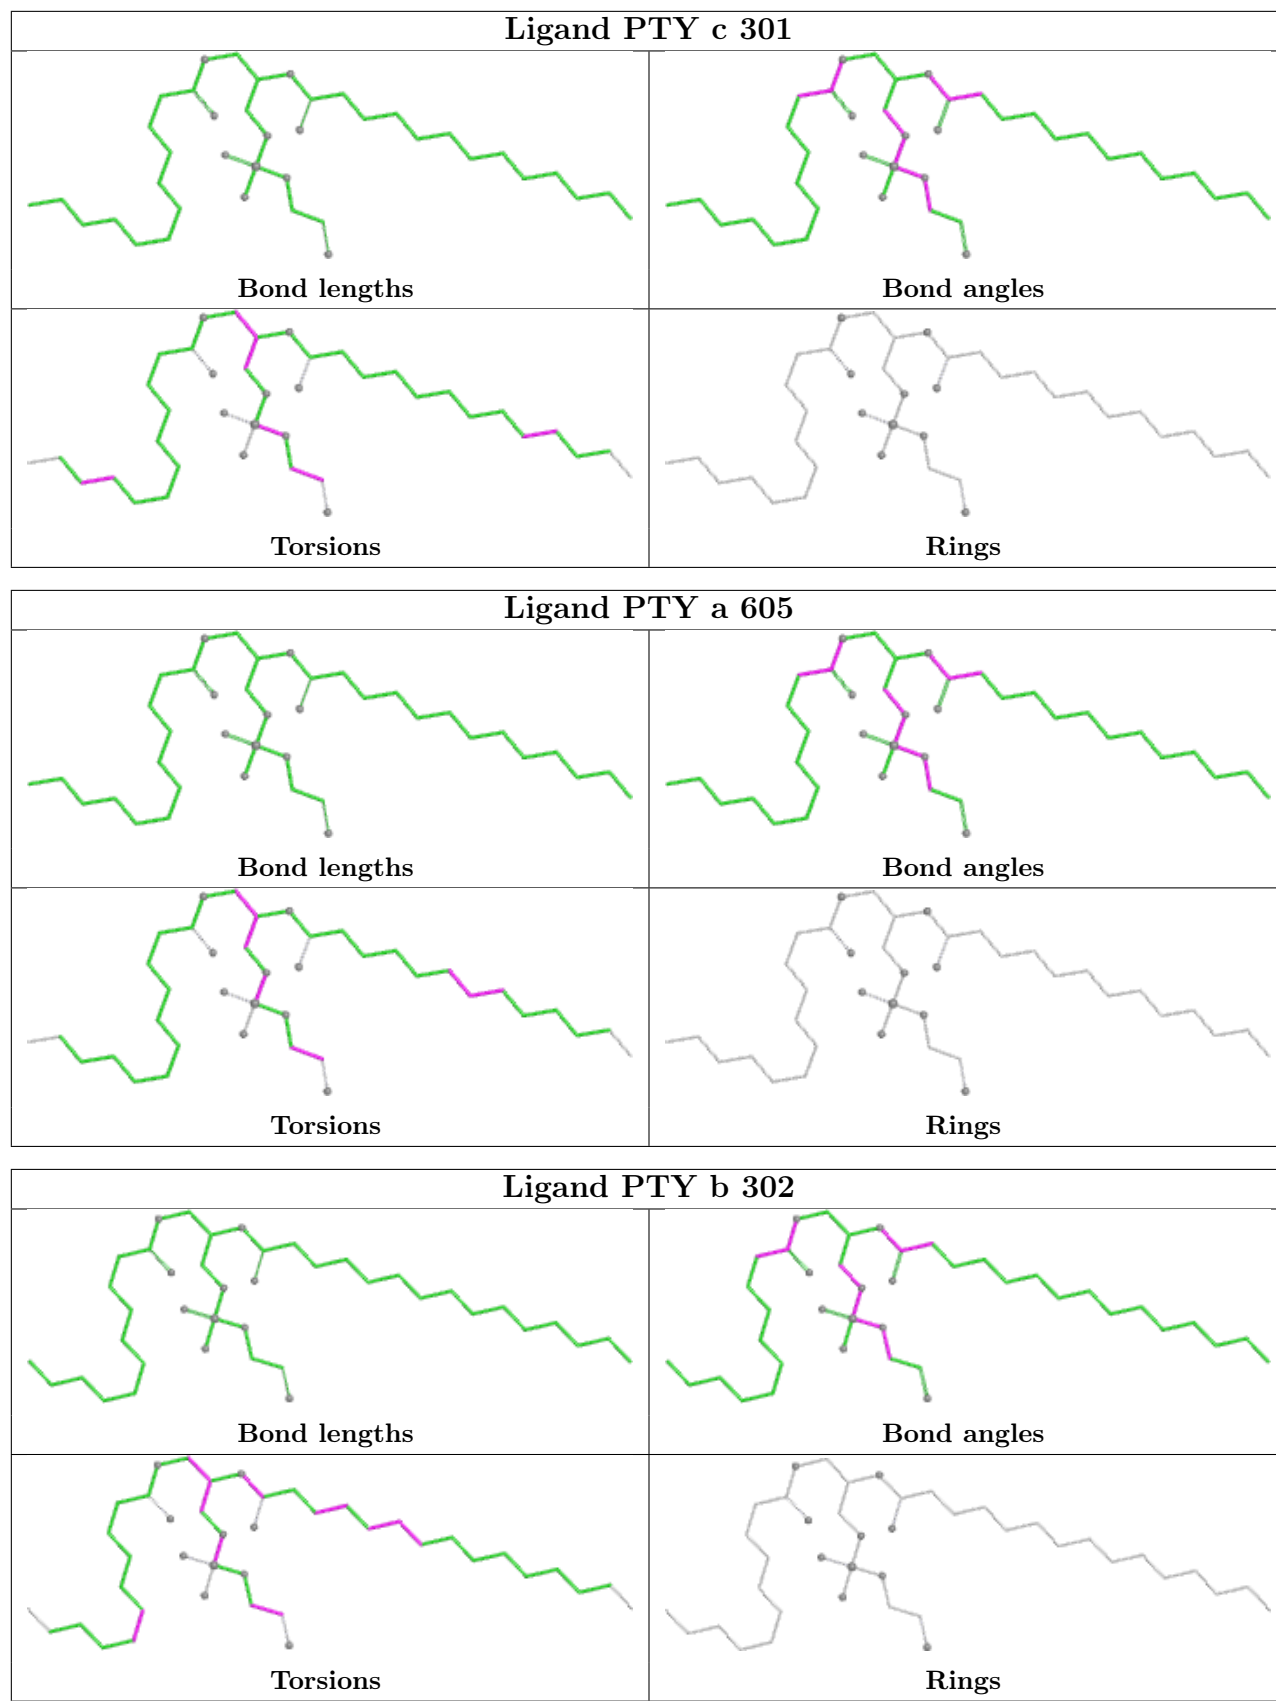 Ligand PTY c 301
Bond lengths
Bond angles
Torsions
Rings
Ligand PTY a 605
Bond lengths
Bond angles
Torsions
Rings
Ligand PTY b 302
Bond lengths
Bond angles
Torsions
Rings